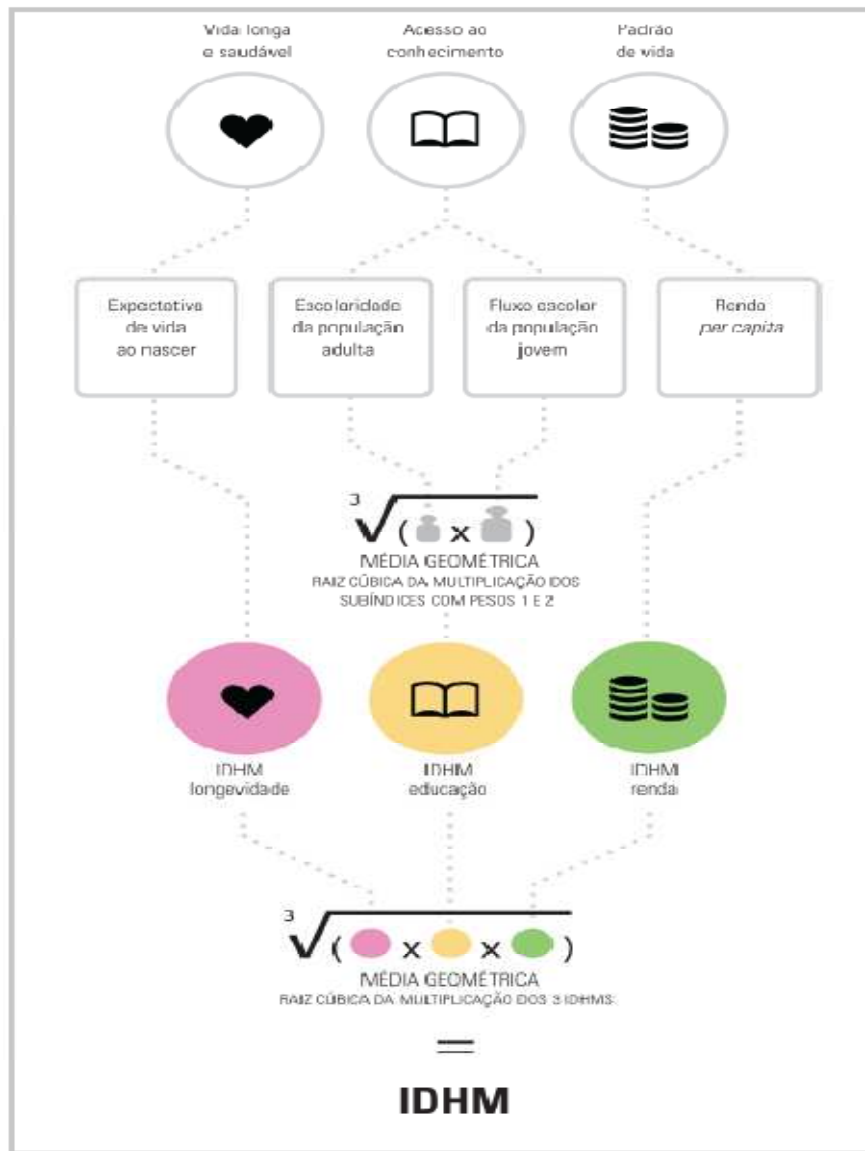 Vida longa
e saudável
Acesso ao
conhecimento
Padrão
de vida
Expectativa
de vida
ao nascer
Escolaridade
da população
adulta
Fluxo escolar
da população
jovem
Renda
per capita
3
( x )
MÉDIA GEOMÉTRICA
RAIZ CÚBICA DA MULTIPLICAÇÃO DOS
SUBÍNDICES COM PESOS 1 E 2
IDHM
longevidade
IDHM
educação
IDHM
renda
3
( x x )
MÉDIA GEOMÉTRICA
RAIZ CÚBICA DA MULTIPLICAÇÃO DOS 3 IDHMS
=
IDHM